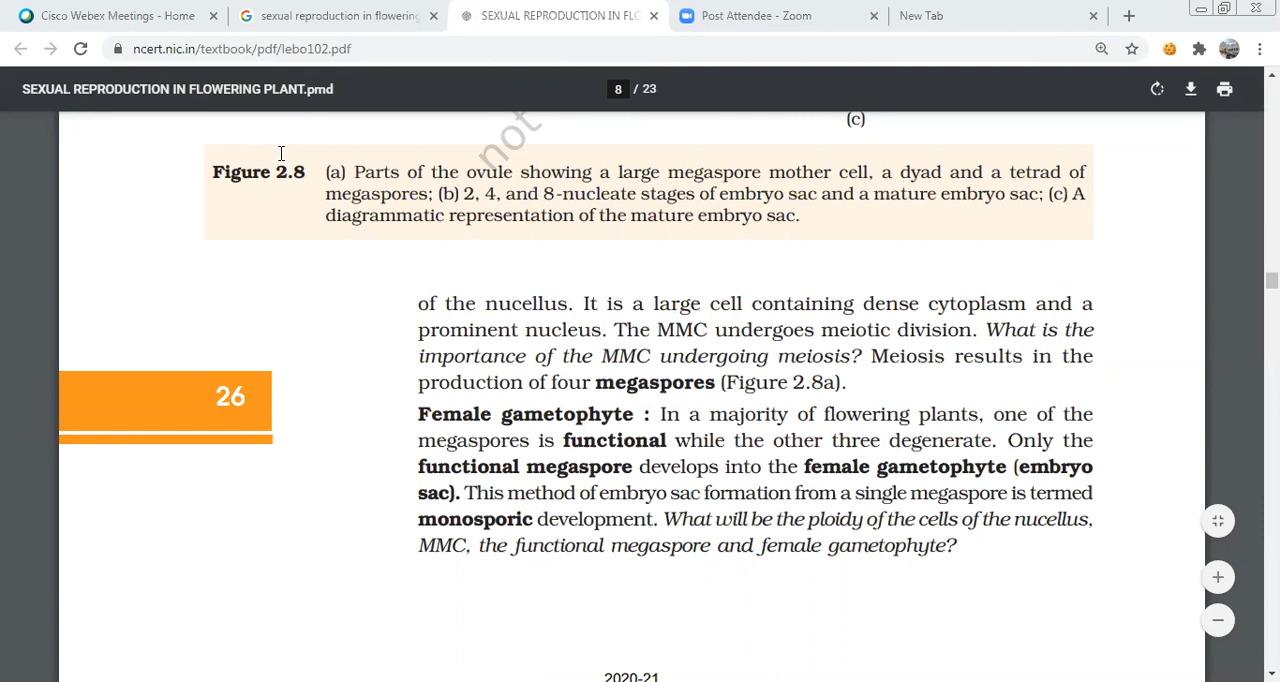 Cisco Webex Meetings - Home
sexual reproduction in flowering
SEXUAL REPRODUCTION IN FLO
Post Attendee - Zoom
New Tab
ncert.nic.in/textbook/pdf/lebo102.pdf
SEXUAL REPRODUCTION IN FLOWERING PLANT.pmd
8 / 23
(c)
not
Figure 2.8 (a) Parts of the ovule showing a large megaspore mother cell, a dyad and a tetrad of
megaspores; (b) 2, 4, and 8-nucleate stages of embryo sac and a mature embryo sac; (c) A
diagrammatic representation of the mature embryo sac.
of the nucellus. It is a large cell containing dense cytoplasm and a
prominent nucleus. The MMC undergoes meiotic division. What is the
importance of the MMC undergoing meiosis? Meiosis results in the
production of four megaspores (Figure 2.8a).
26
Female gametophyte : In a majority of flowering plants, one of the
megaspores is functional while the other three degenerate. Only the
functional megaspore develops into the female gametophyte (embryo
sac). This method of embryo sac formation from a single megaspore is termed
monosporic development. What will be the ploidy of the cells of the nucellus,
MMC, the functional megaspore and female gametophyte?
2020-21